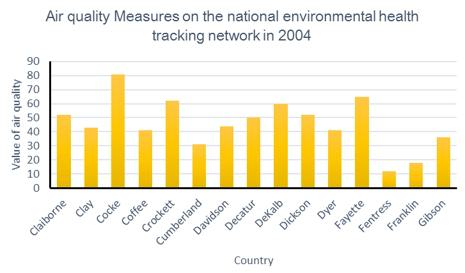 Air quality Measures on the national environmental health
tracking network in 2004
Value of air quality
90
80
70
60
50
40
30
20
10
0
Claiborne
Clay
Cocke
Coffee
Crockett
Cumberland
Davidson
Decatur
DeKalb
Dickson
Dyer
Fayette
Fentress
Franklin
Gibson
Country